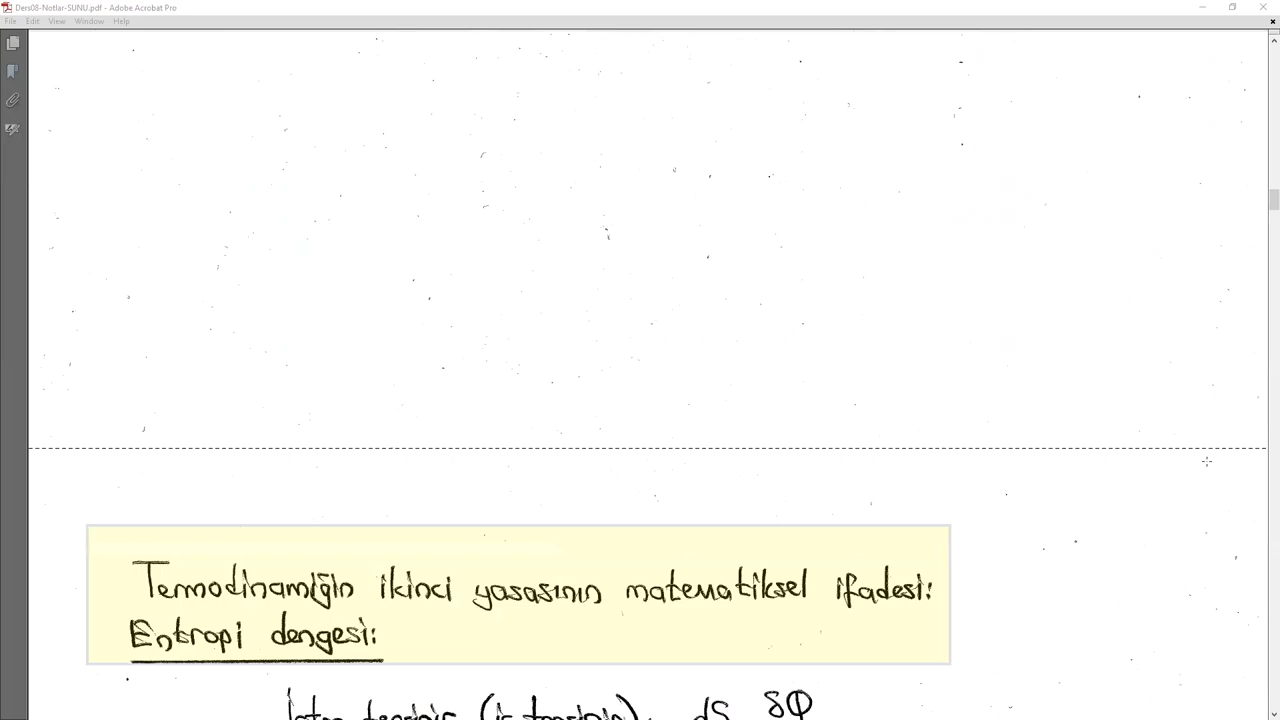 Ders08-Notlar-SUNU.pdf - Adobe Acrobat Pro
File Edit View Window Help
Termodinamiğin ikinci yasasının matematiksel ifadesi:
Entropi dengesi:
dS δQ